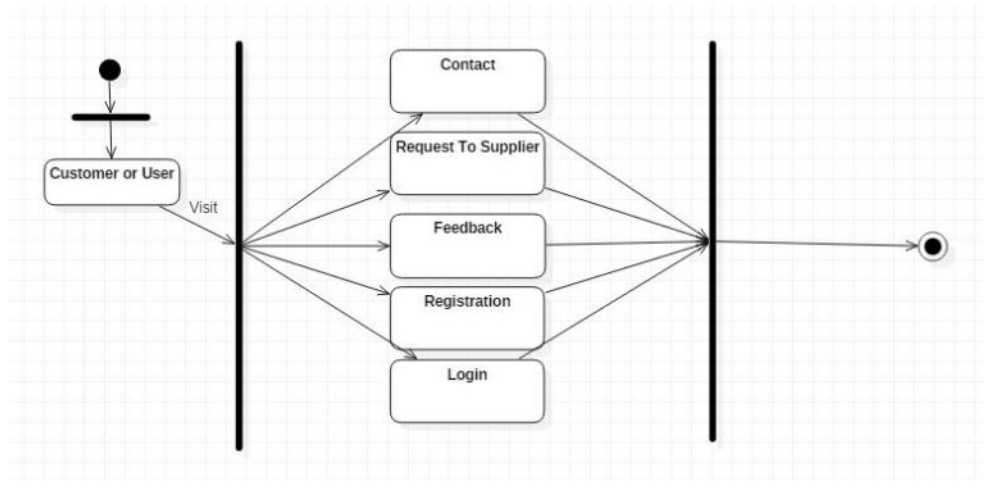 Contact
Request To Supplier
Customer or User
Visit
Feedback
Registration
Login